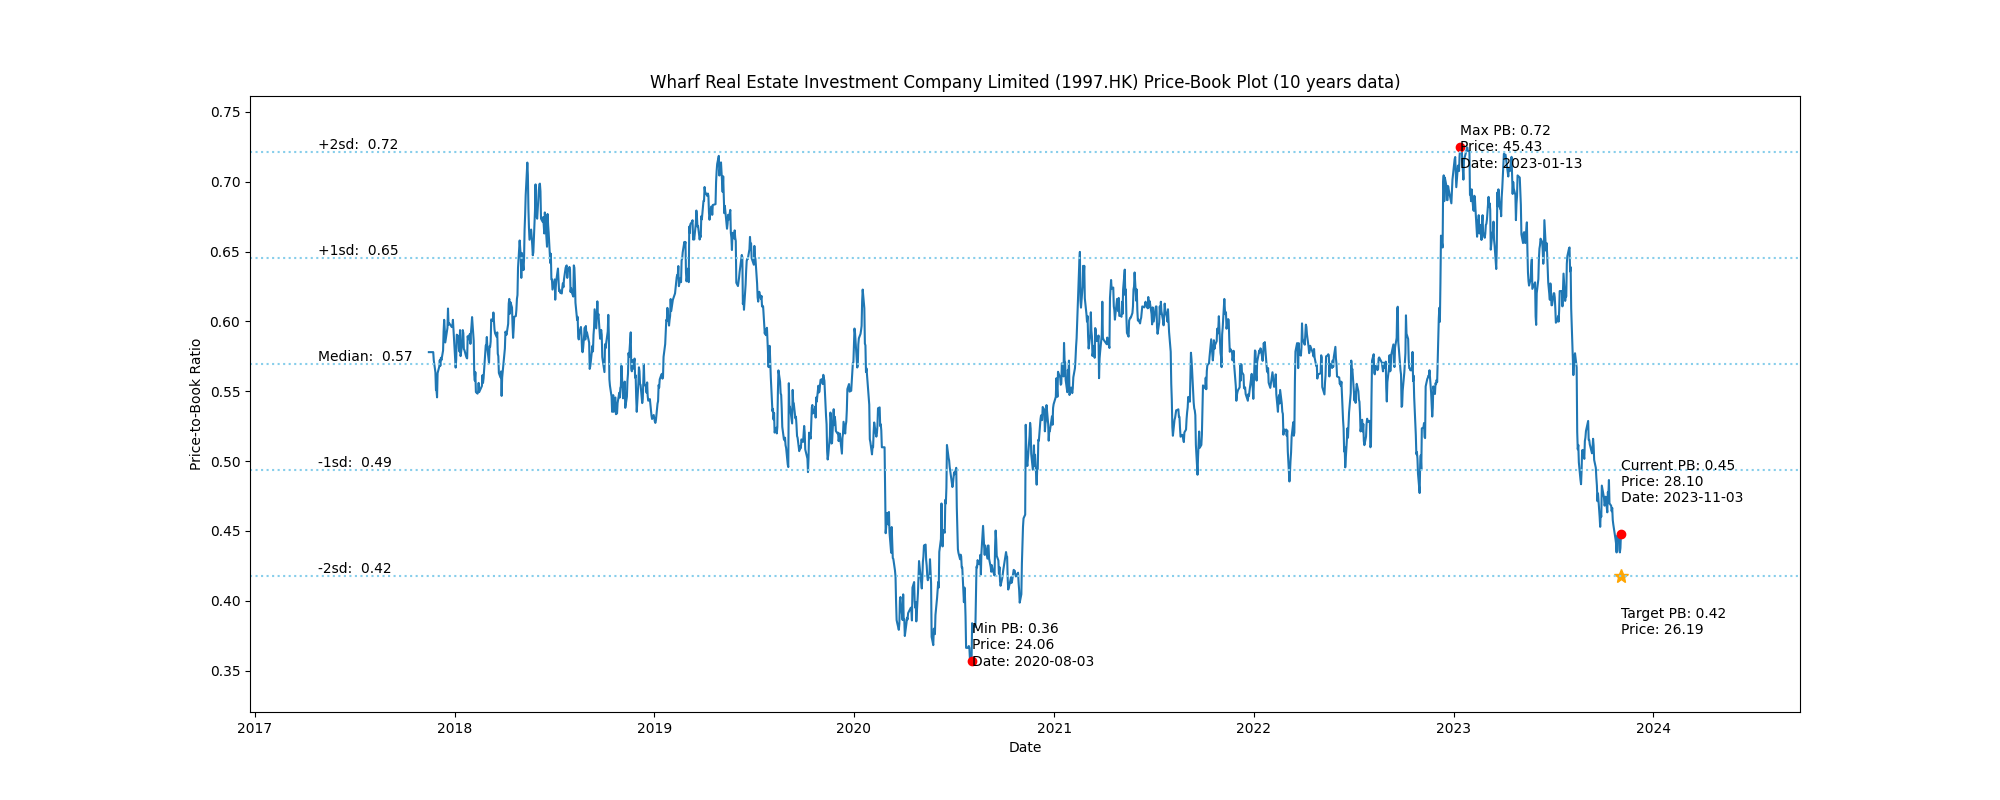 Wharf Real Estate Investment Company Limited (1997.HK) Price-Book Plot (10 years data)
Price-to-Book Ratio
0.75
0.70
0.65
0.60
0.55
0.50
0.45
0.40
0.35
+2sd:  0.72
+1sd:  0.65
Median:  0.57
-1sd:  0.49
-2sd:  0.42
Max PB: 0.72
Price: 45.43
Date: 2023-01-13
Current PB: 0.45
Price: 28.10
Date: 2023-11-03
Target PB: 0.42
Price: 26.19
Min PB: 0.36
Price: 24.06
Date: 2020-08-03
2017
2018
2019
2020
2021
2022
2023
2024
Date